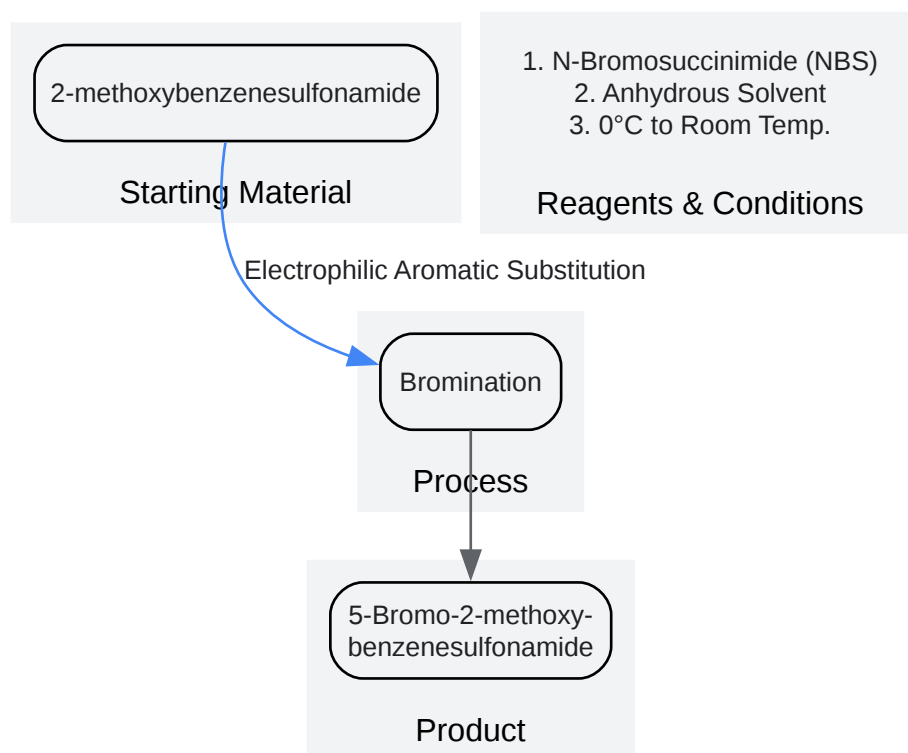 2-methoxybenzenesulfonamide
Starting Material
1. N-Bromosuccinimide (NBS)
2. Anhydrous Solvent
3. 0°C to Room Temp.
Reagents & Conditions
Electrophilic Aromatic Substitution
Bromination
Process
5-Bromo-2-methoxy-
benzenesulfonamide
Product